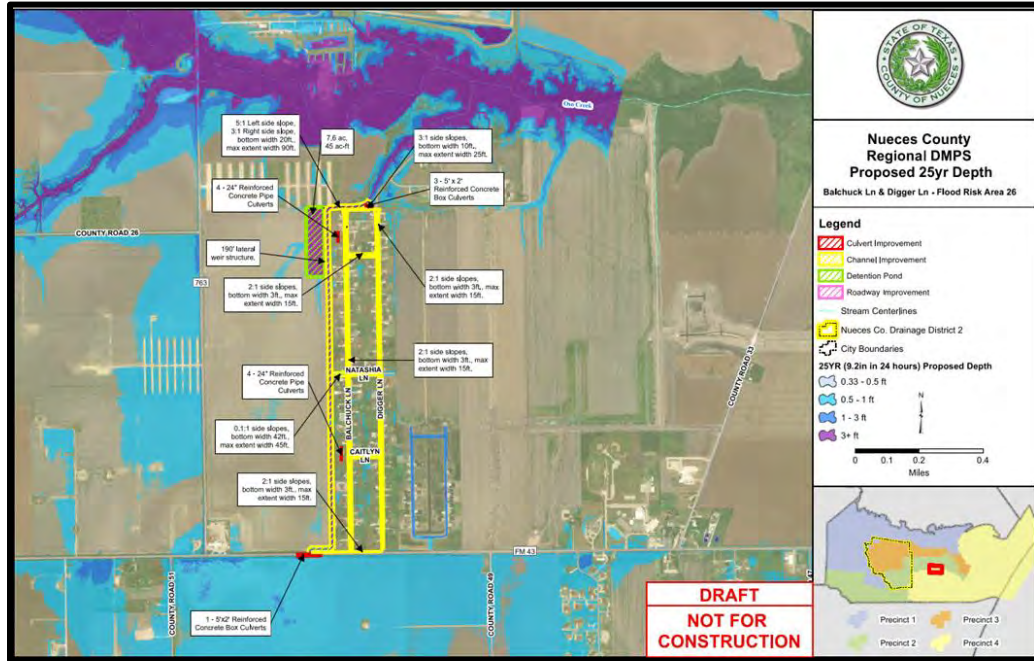 5:1 Left side slope,
3:1 Right side slope,
bottom width 20ft.,
max extent width 90ft.
7.6 ac,
45 ac-ft
3:1 side slopes,
bottom width 10ft.,
max extent width 25ft.
Oso Creek
4 - 24" Reinforced
Concrete Pipe
Culverts
3 - 5' x 2'
Reinforced Concrete
Box Culverts
COUNTY ROAD 26
190' lateral
weir structure.
763
2:1 side slopes,
bottom width 3ft., max
extent width 15ft.
2:1 side slopes,
bottom width 3ft., max
extent width 15ft.
2:1 side slopes,
bottom width 3ft., max
extent width 15ft.
4 - 24" Reinforced
Concrete Pipe
Culverts
NATASHIA
LN
BALCHUCK LN
DIGGER LN
COUNTY ROAD 33
0.1:1 side slopes,
bottom width 42ft.,
max extent width 45ft.
CAITLYN
LN
2:1 side slopes,
bottom width 3ft., max
extent width 15ft.
FM 43
COUNTY ROAD 51
COUNTY ROAD 49
1 - 5'x2' Reinforced
Concrete Box Culverts
DRAFT
NOT FOR
CONSTRUCTION
STATE OF TEXAS
COUNTY OF NUECES
Nueces County
Regional DMPS
Proposed 25yr Depth
Balchuck Ln & Digger Ln - Flood Risk Area 26
Legend
Culvert Improvement
Channel Improvement
Detention Pond
Roadway Improvement
Stream Centerlines
Nueces Co. Drainage District 2
City Boundaries
25YR (9.2in in 24 hours) Proposed Depth
0.33 - 0.5 ft
0.5 - 1 ft
1 - 3 ft
3+ ft
N
0 0.2 0.4
Miles
Precinct 1
Precinct 3
Precinct 2
Precinct 4